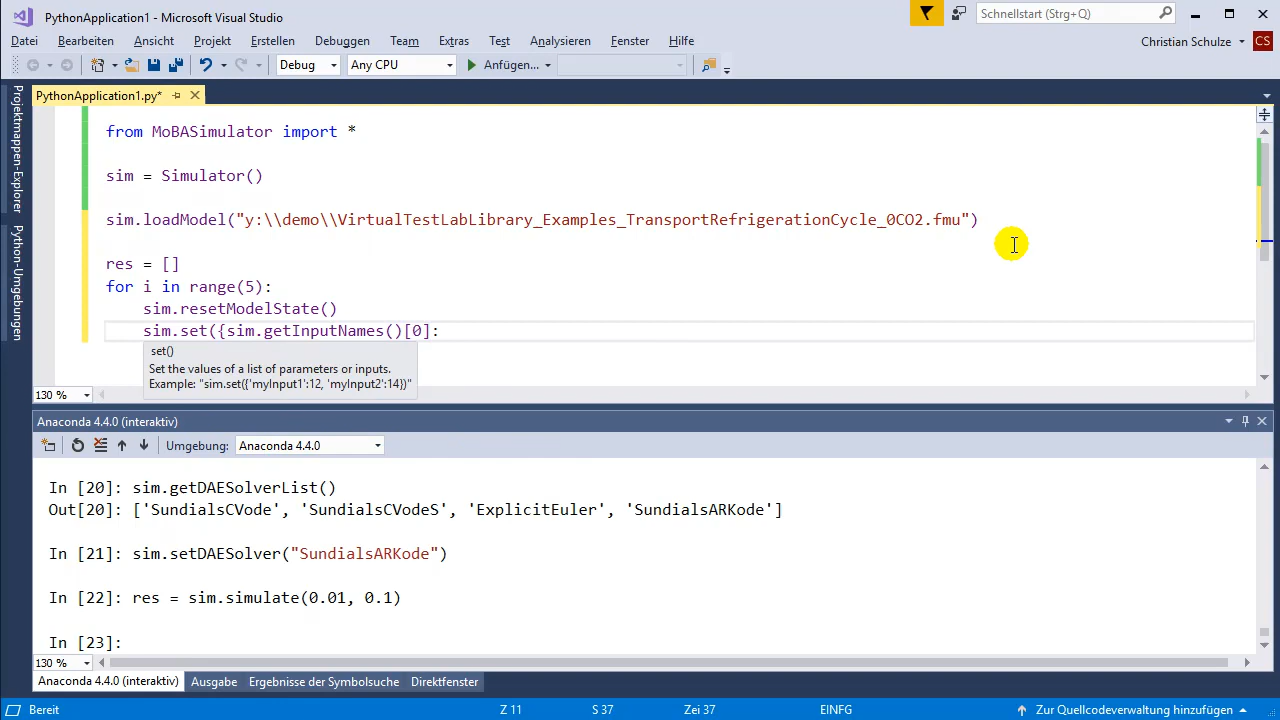 PythonApplication1 - Microsoft Visual Studio
Schnellstart (Strg+Q)
Datei Bearbeiten Ansicht Projekt Erstellen Debuggen Team Extras Test Analysieren Fenster Hilfe
Christian Schulze CS
Debug Any CPU Anfügen...
Projektmappen-Explorer
Python-Umgebungen
PythonApplication1.py*
from MoBASimulator import *
sim = Simulator()
sim.loadModel("y:\\demo\\VirtualTestLabLibrary_Examples_TransportRefrigerationCycle_0CO2.fmu")
res = []
for i in range(5):
sim.resetModelState()
sim.set({sim.getInputNames()[0]:
set()
Set the values of a list of parameters or inputs.
Example: "sim.set({'myInput1':12, 'myInput2':14})"
130 %
Anaconda 4.4.0 (interaktiv)
Umgebung: Anaconda 4.4.0
In [20]: sim.getDAESolverList()
Out[20]: ['SundialsCVode', 'SundialsCVodeS', 'ExplicitEuler', 'SundialsARKode']
In [21]: sim.setDAESolver("SundialsARKode")
In [22]: res = sim.simulate(0.01, 0.1)
In [23]:
130 %
Anaconda 4.4.0 (interaktiv) Ausgabe Ergebnisse der Symbolsuche Direktfenster
Bereit Z 11 S 37 Zei 37 EINFG Zur Quellcodeverwaltung hinzufügen